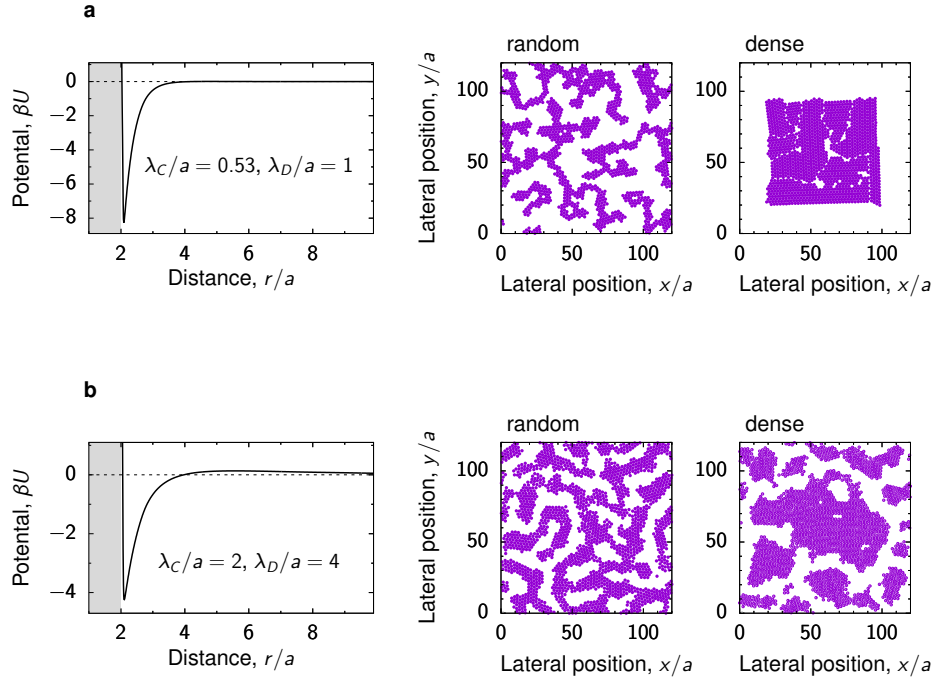 a
random
dense
Potential, βU
0
−2
−4
−6
−8
λC/a = 0.53, λD/a = 1
2 4 6 8
Distance, r/a
Lateral position, y/a
100
50
0
0 50 100
Lateral position, x/a
100
50
0
0 50 100
Lateral position, x/a
b
random
dense
Potential, βU
0
−2
−4
λC/a = 2, λD/a = 4
2 4 6 8
Distance, r/a
Lateral position, y/a
100
50
0
0 50 100
Lateral position, x/a
100
50
0
0 50 100
Lateral position, x/a